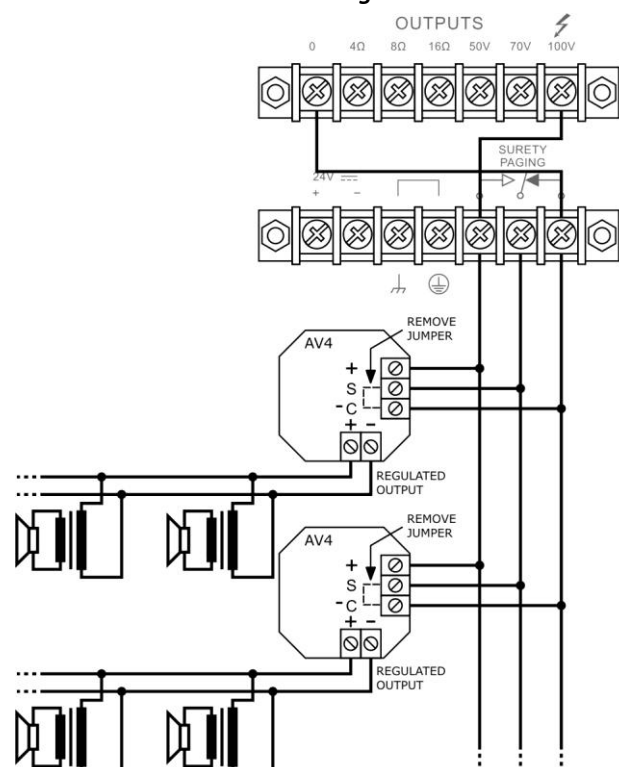 OUTPUTS
0 4Ω 8Ω 16Ω 50V 70V 100V
SURETY
PAGING
24V
+ −
REMOVE
JUMPER
AV4
+
S
- C
+ −
REGULATED
OUTPUT
REMOVE
JUMPER
AV4
+
S
- C
+ −
REGULATED
OUTPUT